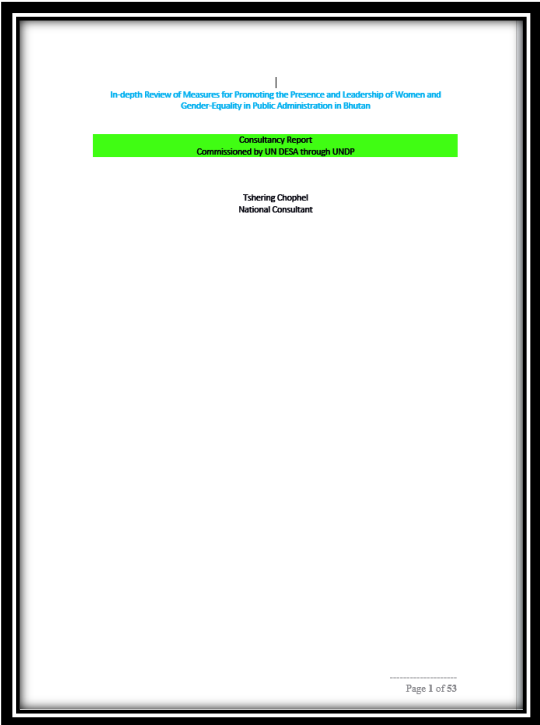 In-depth Review of Measures for Promoting the Presence and Leadership of Women and
Gender-Equality in Public Administration in Bhutan
Consultancy Report
Commissioned by UN DESA through UNDP
Tshering Chophel
National Consultant
Page 1 of 53